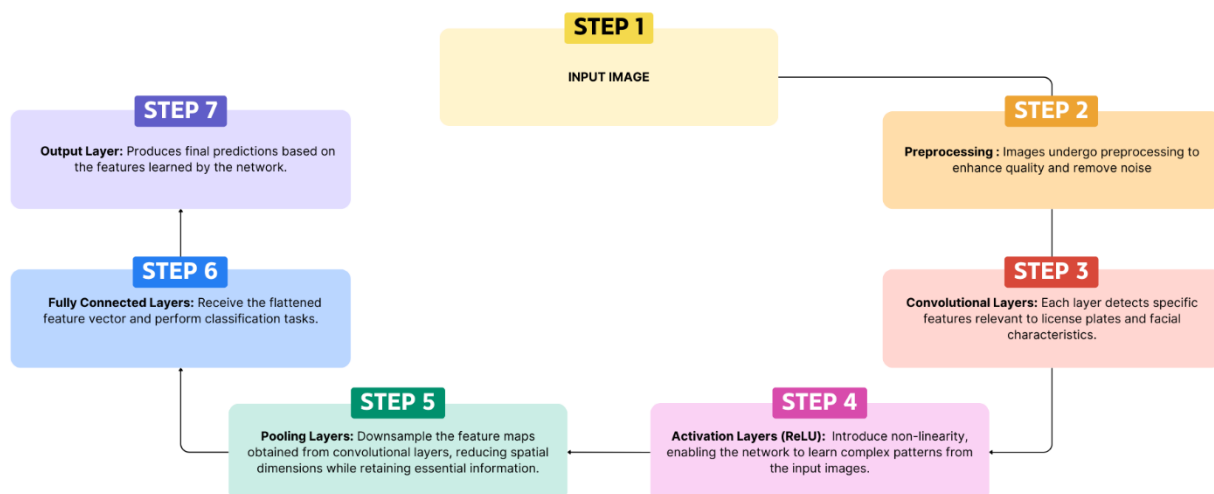 STEP 1
INPUT IMAGE
STEP 2
Preprocessing : Images undergo preprocessing to
enhance quality and remove noise
STEP 3
Convolutional Layers: Each layer detects specific
features relevant to license plates and facial
characteristics.
STEP 4
Activation Layers (ReLU): Introduce non-linearity,
enabling the network to learn complex patterns from
the input images.
STEP 5
Pooling Layers: Downsample the feature maps
obtained from convolutional layers, reducing spatial
dimensions while retaining essential information.
STEP 6
Fully Connected Layers: Receive the flattened
feature vector and perform classification tasks.
STEP 7
Output Layer: Produces final predictions based on
the features learned by the network.